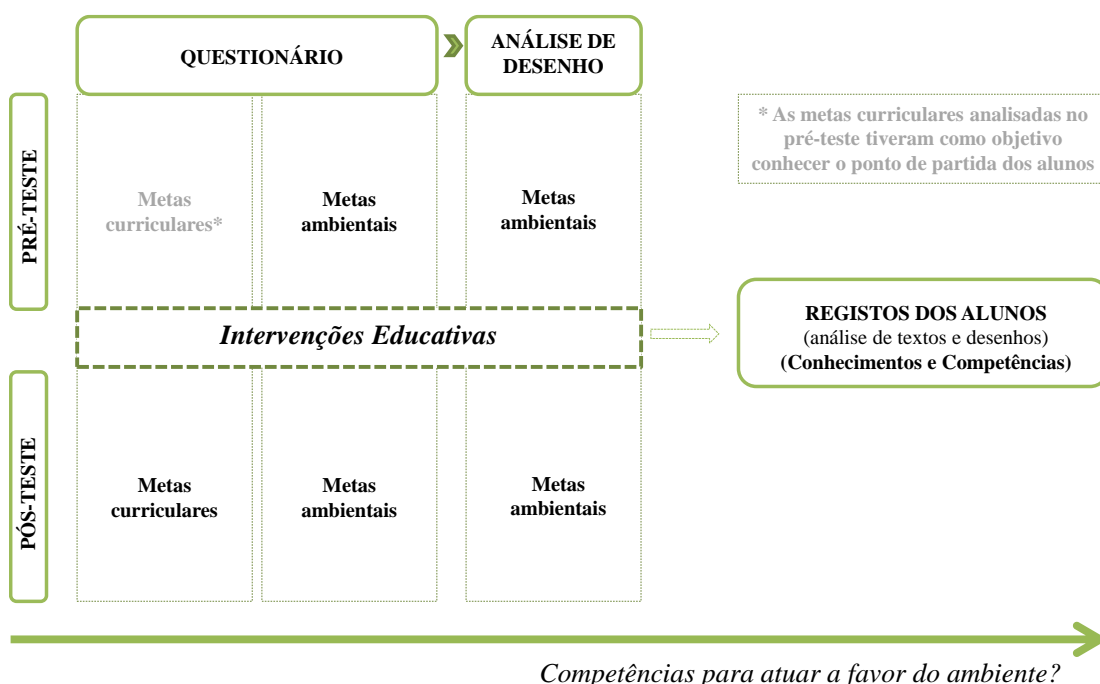 QUESTIONÁRIO
ANÁLISE DE
DESENHO
PRÉ-TESTE
Metas
curriculares*
Metas
ambientais
Metas
ambientais
* As metas curriculares analisadas no
pré-teste tiveram como objetivo
conhecer o ponto de partida dos alunos
Intervenções Educativas
REGISTOS DOS ALUNOS
(análise de textos e desenhos)
(Conhecimentos e Competências)
PÓS-TESTE
Metas
curriculares
Metas
ambientais
Metas
ambientais
Competências para atuar a favor do ambiente?